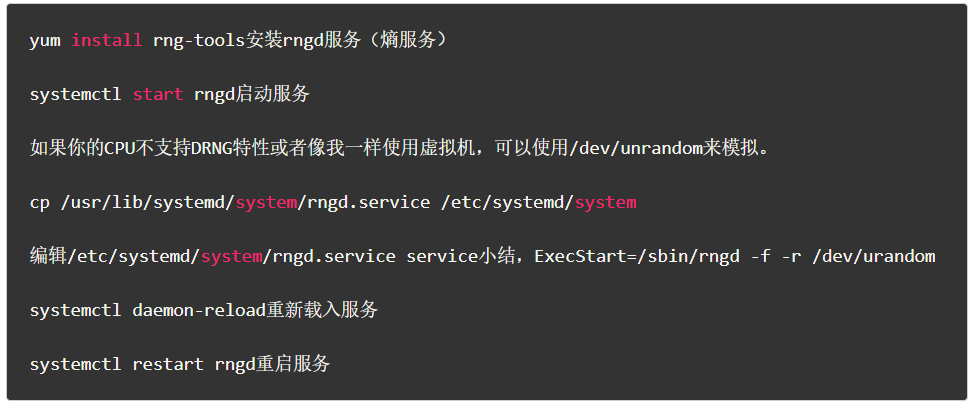 yum install rng-tools安装rngd服务（熵服务）
systemctl start rngd启动服务
如果你的CPU不支持DRNG特性或者像我一样使用虚拟机，可以使用/dev/unrandom来模拟。
cp /usr/lib/systemd/system/rngd.service /etc/systemd/system
编辑/etc/systemd/system/rngd.service service小结，ExecStart=/sbin/rngd -f -r /dev/urandom
systemctl daemon-reload重新载入服务
systemctl restart rngd重启服务